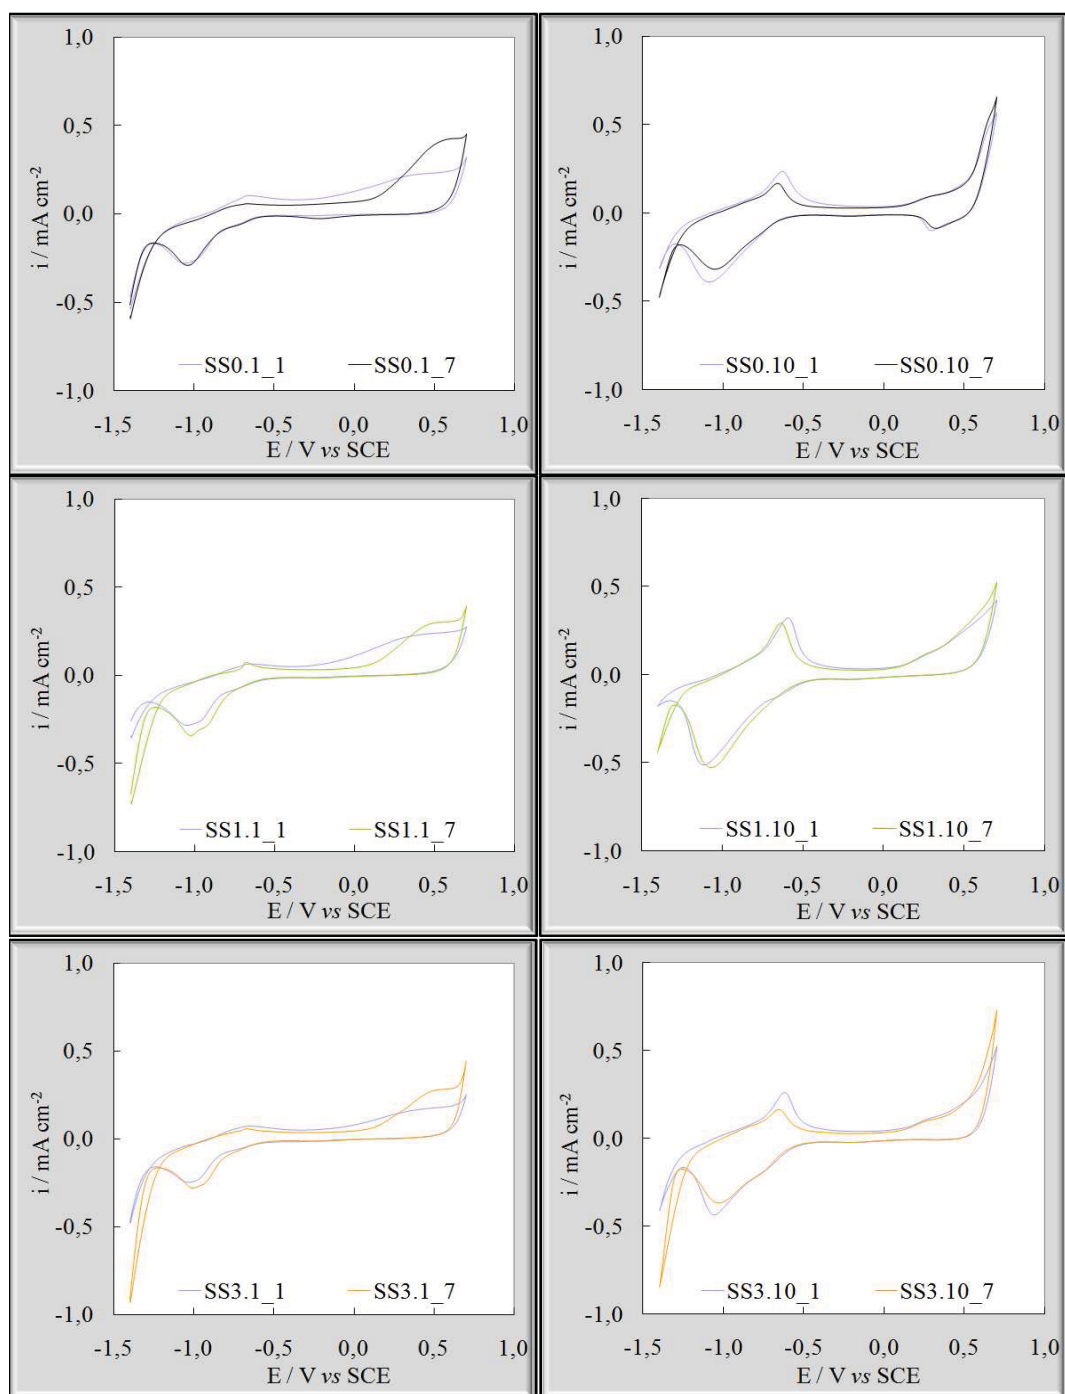 1,0
0,5
0,0
-0,5
-1,0
i / mA cm-2
SS0.1_1 SS0.1_7
-1,5 -1,0 -0,5 0,0 0,5 1,0
E / V vs SCE
1,0
0,5
0,0
-0,5
-1,0
i / mA cm-2
SS0.10_1 SS0.10_7
-1,5 -1,0 -0,5 0,0 0,5 1,0
E / V vs SCE
1,0
0,5
0,0
-0,5
-1,0
i / mA cm-2
SS1.1_1 SS1.1_7
-1,5 -1,0 -0,5 0,0 0,5 1,0
E / V vs SCE
1,0
0,5
0,0
-0,5
-1,0
i / mA cm-2
SS1.10_1 SS1.10_7
-1,5 -1,0 -0,5 0,0 0,5 1,0
E / V vs SCE
1,0
0,5
0,0
-0,5
-1,0
i / mA cm-2
SS3.1_1 SS3.1_7
-1,5 -1,0 -0,5 0,0 0,5 1,0
E / V vs SCE
1,0
0,5
0,0
-0,5
-1,0
i / mA cm-2
SS3.10_1 SS3.10_7
-1,5 -1,0 -0,5 0,0 0,5 1,0
E / V vs SCE